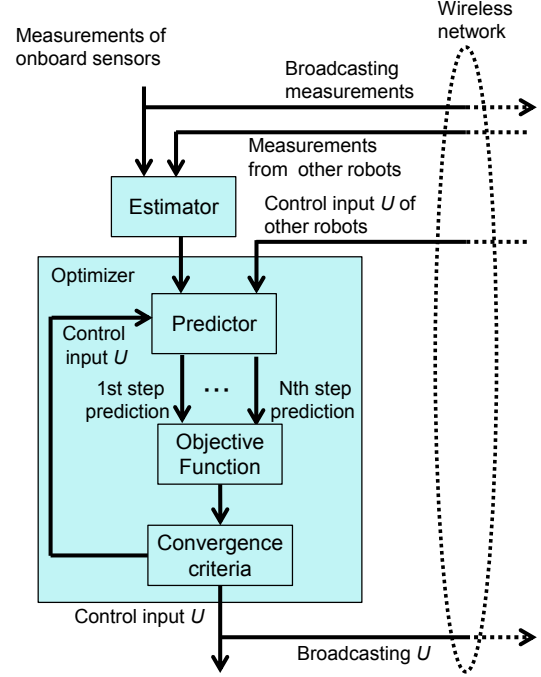 Wireless
network
Measurements of
onboard sensors
Broadcasting
measurements
Measurements
from other robots
Estimator
Control input U of
other robots
Optimizer
Predictor
Control
input U
1st step
prediction
...
Nth step
prediction
Objective
Function
Convergence
criteria
Control input U
Broadcasting U